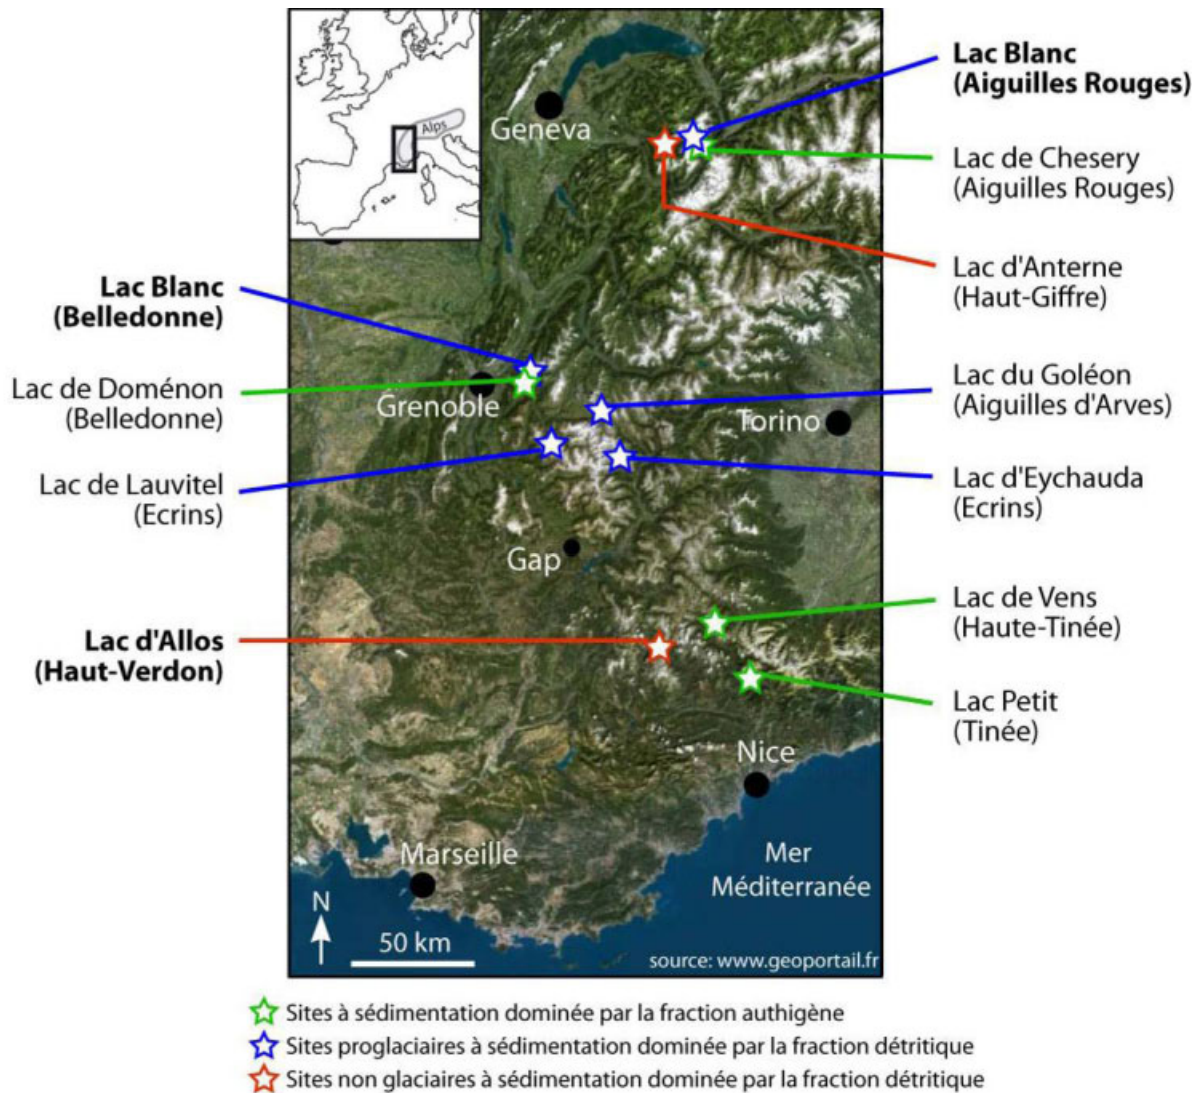 Alps
Geneva
Lac Blanc
(Aiguilles Rouges)
Lac de Chesery
(Aiguilles Rouges)
Lac d'Anterne
(Haut-Giffre)
Lac Blanc
(Belledonne)
Lac de Doménon
(Belledonne)
Grenoble
Lac du Goléon
(Aiguilles d'Arves)
Torino
Lac de Lauvitel
(Ecrins)
Lac d'Eychauda
(Ecrins)
Gap
Lac de Vens
(Haute-Tinée)
Lac d'Allos
(Haut-Verdon)
Lac Petit
(Tinée)
Nice
Marseille
Mer
Méditerranée
N
50 km
source: www.geoportail.fr
Sites à sédimentation dominée par la fraction authigène
Sites proglaciaires à sédimentation dominée par la fraction détritique
Sites non glaciaires à sédimentation dominée par la fraction détritique